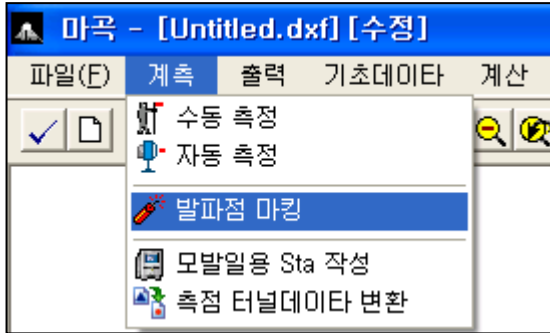 마곡 - [Untitled.dxf] [수정]
파일(F) 계측 출력 기초데이타 계산
수동 측정
자동 측정
발파점 마킹
모발일용 Sta 작성
측점 터널데이타 변환